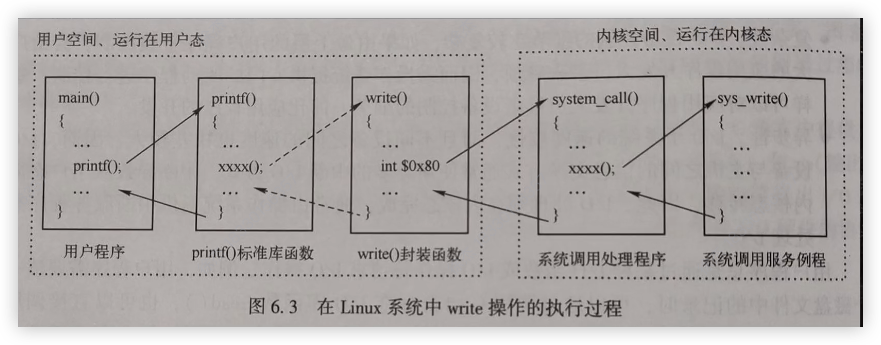 用户空间、运行在用户态
内核空间、运行在内核态
main()
{
...
printf();
...
}
printf()
{
...
xxxx();
...
}
write()
{
int $0x80
...
}
system_call()
{
...
xxxx();
...
}
sys_write()
{
...
...
}
用户程序
printf()标准库函数
write()封装函数
系统调用处理程序
系统调用服务例程
图 6.3 在 Linux 系统中 write 操作的执行过程